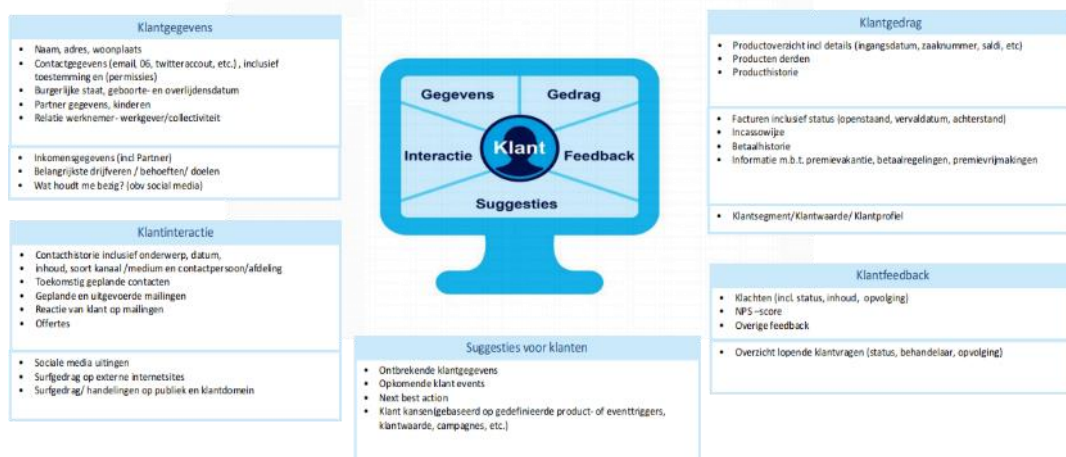 Klantgegevens
• Naam, adres, woonplaats
• Contactgegevens (email, 06, twitteraccout, etc.) , inclusief
toestemming en (permissies)
• Burgerlijke staat, geboorte- en overlijdensdatum
• Partner gegevens, kinderen
• Relatie werknemer- werkgever/collectiviteit
• Inkomensgegevens (incl Partner)
• Belangrijkste drijfveren / behoeften/ doelen
• Wat houdt me bezig? (obv social media)
Klantinteractie
• Contacthistorie inclusief onderwerp, datum,
• inhoud, soort kanaal /medium en contactpersoon/afdeling
• Toekomstig geplande contacten
• Geplande en uitgevoerde mailingen
• Reactie van klant op mailingen
• Offertes
• Sociale media uitingen
• Surfgedrag op externe internetsites
• Surfgedrag/ handelingen op publiek en klantdomein
Gegevens
Gedrag
Interactie
Klant
Feedback
Suggesties
Suggesties voor klanten
• Ontbrekende klantgegevens
• Opkomende klant events
• Next best action
• Klant kansen(gebaseerd op gedefinieerde product- of eventtriggers,
klantwaarde, campagnes, etc.)
Klantgedrag
• Productoverzicht incl details (ingangsdatum, zaaknummer, saldi, etc)
• Producten derden
• Producthistorie
• Facturen inclusief status (openstaand, vervaldatum, achterstand)
• Incassowijze
• Betaalhistorie
• Informatie m.b.t. premievakantie, betaalregelingen, premievrijmakingen
• Klantsegment/Klantwaarde/ Klantprofiel
Klantfeedback
• Klachten (incl. status, inhoud, opvolging)
• NPS –score
• Overige feedback
• Overzicht lopende klantvragen (status, behandelaar, opvolging)